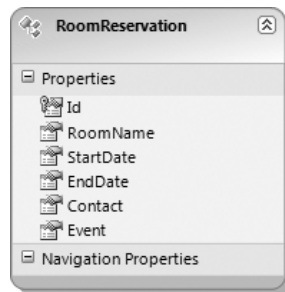 RoomReservation
Properties
Id
RoomName
StartDate
EndDate
Contact
Event
Navigation Properties